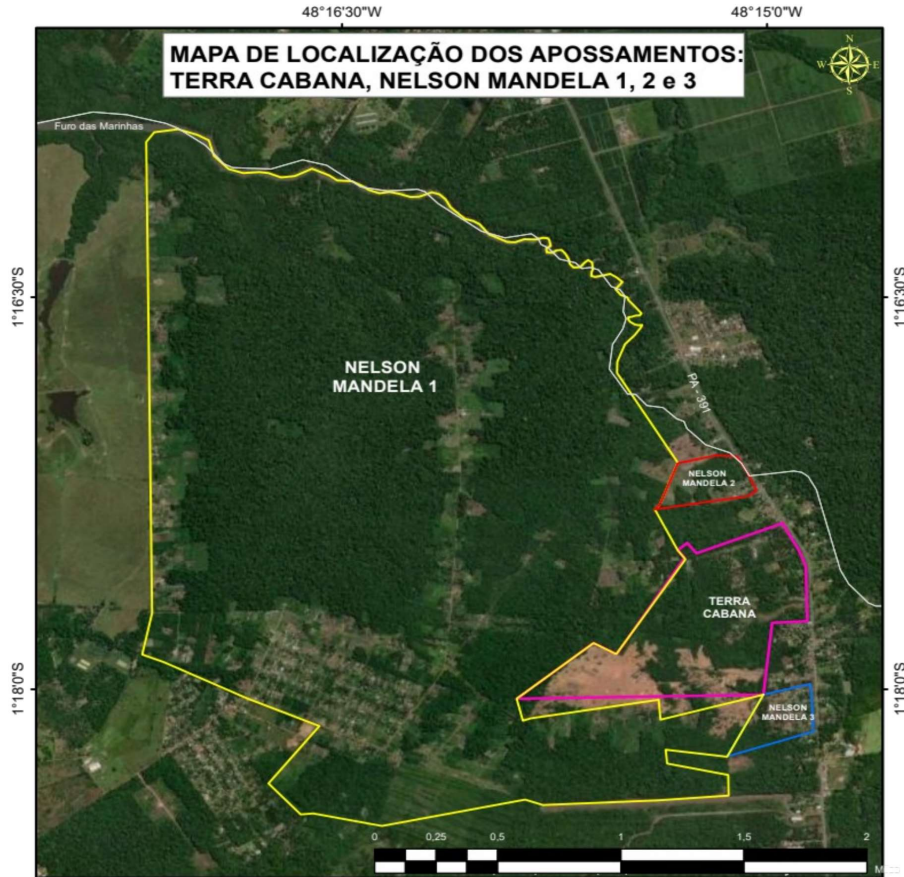 48°16'30"W
48°15'0"W
MAPA DE LOCALIZAÇÃO DOS APOSSAMENTOS:
TERRA CABANA, NELSON MANDELA 1, 2 e 3
N
W
E
S
Furo das Marinhas
1°16'30"S
1°16'30"S
NELSON
MANDELA 1
PA - 391
NELSON
MANDELA 2
TERRA
CABANA
1°18'0"S
1°18'0"S
NELSON
MANDELA 3
0
0,25
0,5
1
1,5
2